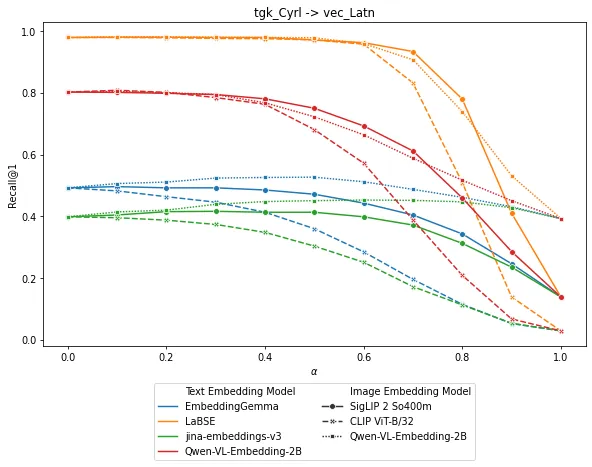 tgk_Cyrl -> vec_Latn
Recall@1
1.0
0.8
0.6
0.4
0.2
0.0
0.0 0.2 0.4 0.6 0.8 1.0
α
Text Embedding Model Image Embedding Model
EmbeddingGemma SigLIP 2 So400m
LaBSE CLIP ViT-B/32
jina-embeddings-v3 Qwen-VL-Embedding-2B
Qwen-VL-Embedding-2B